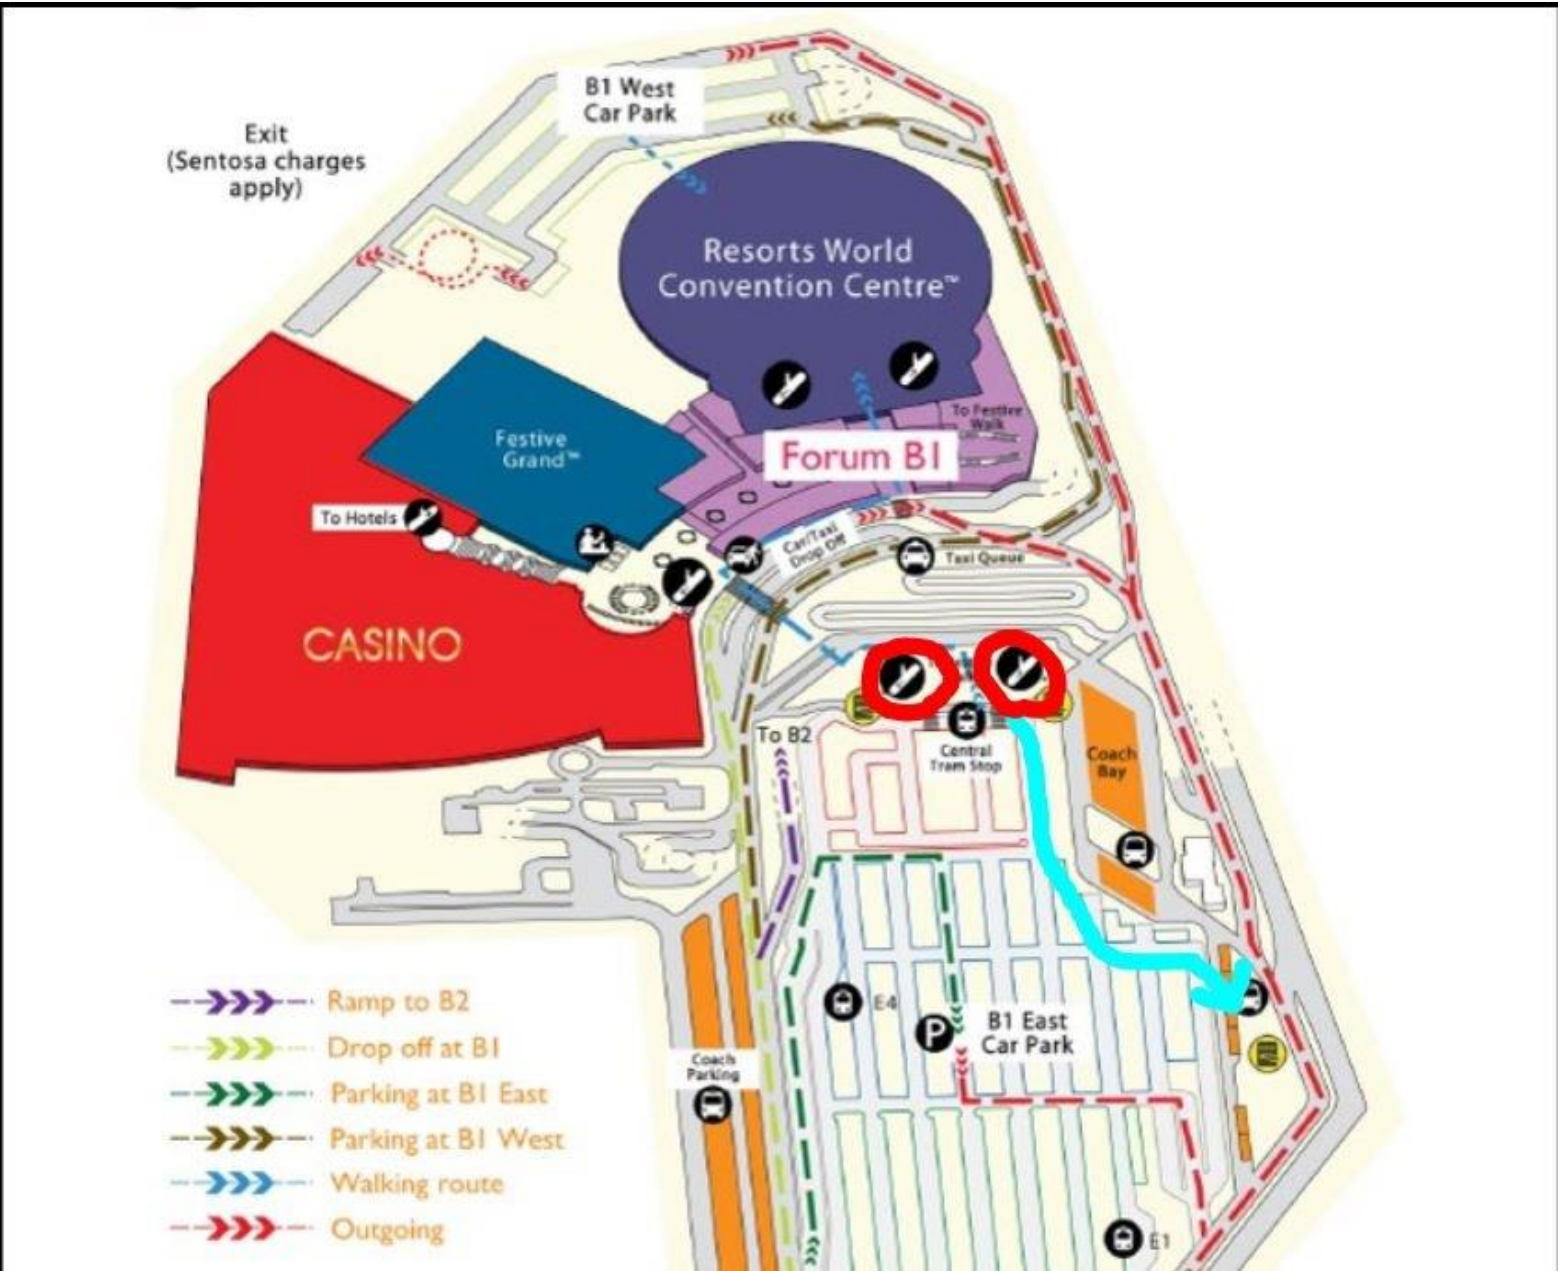 B1 West
Car Park
Exit
(Sentosa charges
apply)
Resorts World
Convention Centre™
To Festive
Walk
Festive
Grand™
Forum B1
To Hotels
Car/Taxi
Drop Off
Taxi Queue
CASINO
To B2
Central
Tram Stop
Coach
Bay
E4
P
B1 East
Car Park
Coach
Parking
E1
Ramp to B2
Drop off at B1
Parking at B1 East
Parking at B1 West
Walking route
Outgoing